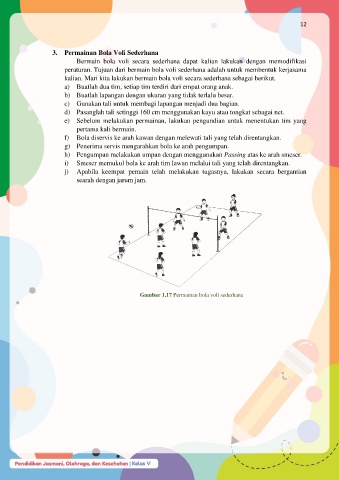 12
3. Permainan Bola Voli Sederhana
Bermain bola voli secara sederhana dapat kalian lakukan dengan memodifikasi
peraturan. Tujuan dari bermain bola voli sederhana adalah untuk membentuk kerjasama
kalian. Mari kita lakukan bermain bola voli secara sederhana sebagai berikut.
a) Buatlah dua tim, setiap tim terdiri dari empat orang anak.
b) Buatlah lapangan dengan ukuran yang tidak terlalu besar.
c) Gunakan tali untuk membagi lapangan menjadi dua bagian.
d) Pasanglah tali setinggi 160 cm menggunakan kayu atau tongkat sebagai net.
e) Sebelum melakukan permainan, lakukan pengundian untuk menentukan tim yang
pertama kali bermain.
f) Bola diservis ke arah kawan dengan melewati tali yang telah direntangkan.
g) Penerima servis mengarahkan bola ke arah pengumpan.
h) Pengumpan melakukan umpan dengan menggunakan Passing atas ke arah smeser.
i) Smeser memukul bola ke arah tim lawan melalui tali yang telah direntangkan.
j) Apabila keempat pemain telah melakukan tugasnya, lakukan secara bergantian
searah dengan jarum jam.
Gambar 1.17 Permainan bola voli sederhana
Pendidikan Jasmani, Olahraga, dan Kesehatan | Kelas V